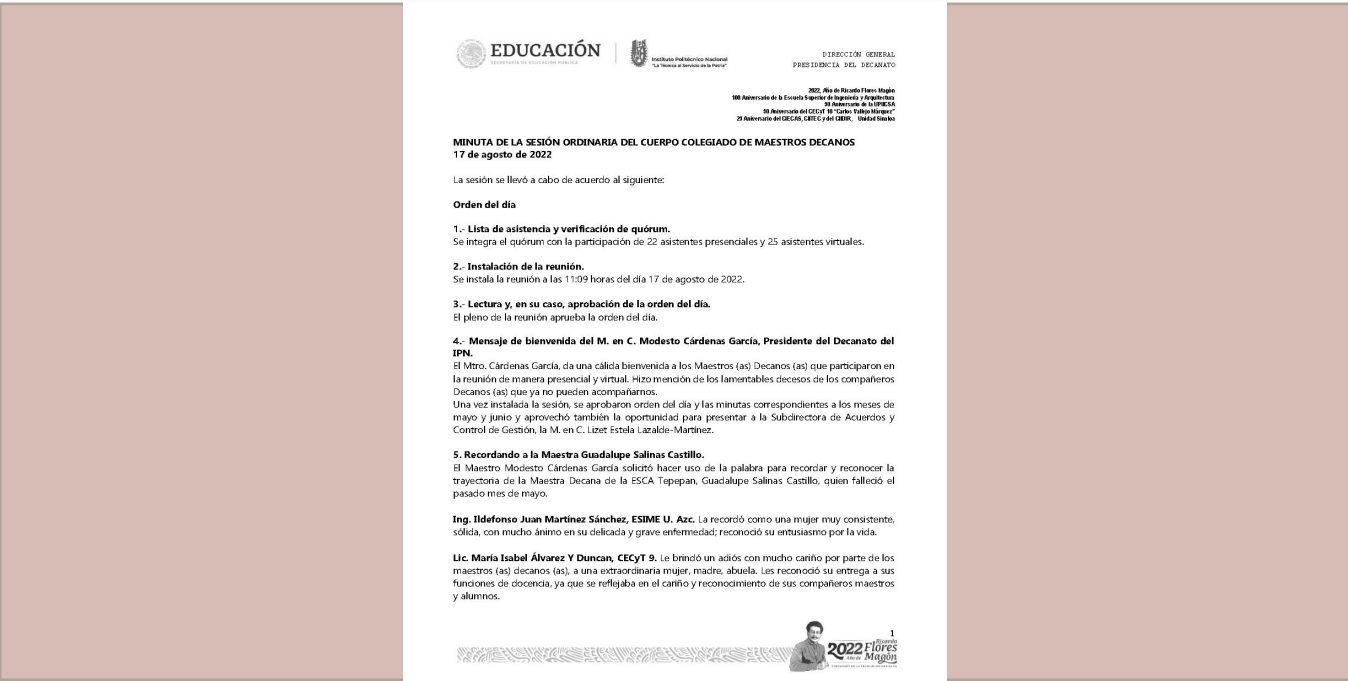 EDUCACIÓN
SECRETARÍA DE EDUCACIÓN PÚBLICA
Instituto Politécnico Nacional
"La Técnica al Servicio de la Patria"
DIRECCIÓN GENERAL
PRESIDENCIA DEL DECANATO
2022, Año de Ricardo Flores Magón
100 Aniversario de la Escuela Superior de Ingeniería y Arquitectura
50 Aniversario de la UPIICSA
50 Aniversario del CECyT 10 "Carlos Vallejo Márquez"
25 Aniversario del CIECAS, CIITEC y del CIIDIR, Unidad Sinaloa
MINUTA DE LA SESIÓN ORDINARIA DEL CUERPO COLEGIADO DE MAESTROS DECANOS
17 de agosto de 2022
La sesión se llevó a cabo de acuerdo al siguiente:
Orden del día
1.- Lista de asistencia y verificación de quórum.
Se integra el quórum con la participación de 22 asistentes presenciales y 25 asistentes virtuales.
2.- Instalación de la reunión.
Se instala la reunión a las 11:09 horas del día 17 de agosto de 2022.
3.- Lectura y, en su caso, aprobación de la orden del día.
El pleno de la reunión aprueba la orden del día.
4.- Mensaje de bienvenida del M. en C. Modesto Cárdenas García, Presidente del Decanato del
IPN.
El Mtro. Cárdenas García, da una cálida bienvenida a los Maestros (as) Decanos (as) que participaron en
la reunión de manera presencial y virtual. Hizo mención de los lamentables decesos de los compañeros
Decanos (as) que ya no pueden acompañarnos.
Una vez instalada la sesión, se aprobaron orden del día y las minutas correspondientes a los meses de
mayo y junio y aprovechó también la oportunidad para presentar a la Subdirectora de Acuerdos y
Control de Gestión, la M. en C. Lizet Estela Lazalde-Martínez.
5. Recordando a la Maestra Guadalupe Salinas Castillo.
El Maestro Modesto Cárdenas García solicitó hacer uso de la palabra para recordar y reconocer la
trayectoria de la Maestra Decana de la ESCA Tepepan, Guadalupe Salinas Castillo, quien falleció el
pasado mes de mayo.
Ing. Ildefonso Juan Martínez Sánchez, ESIME U. Azc. La recordó como una mujer muy consistente,
sólida, con mucho ánimo en su delicada y grave enfermedad; reconoció su entusiasmo por la vida.
Lic. María Isabel Álvarez Y Duncan, CECyT 9. Le brindó un adiós con mucho cariño por parte de los
maestros (as) decanos (as), a una extraordinaria mujer, madre, abuela. Les reconoció su entrega a sus
funciones de docencia, ya que se reflejaba en el cariño y reconocimiento de sus compañeros maestros
y alumnos.
1
2022 Ricardo Flores
Año de Magón